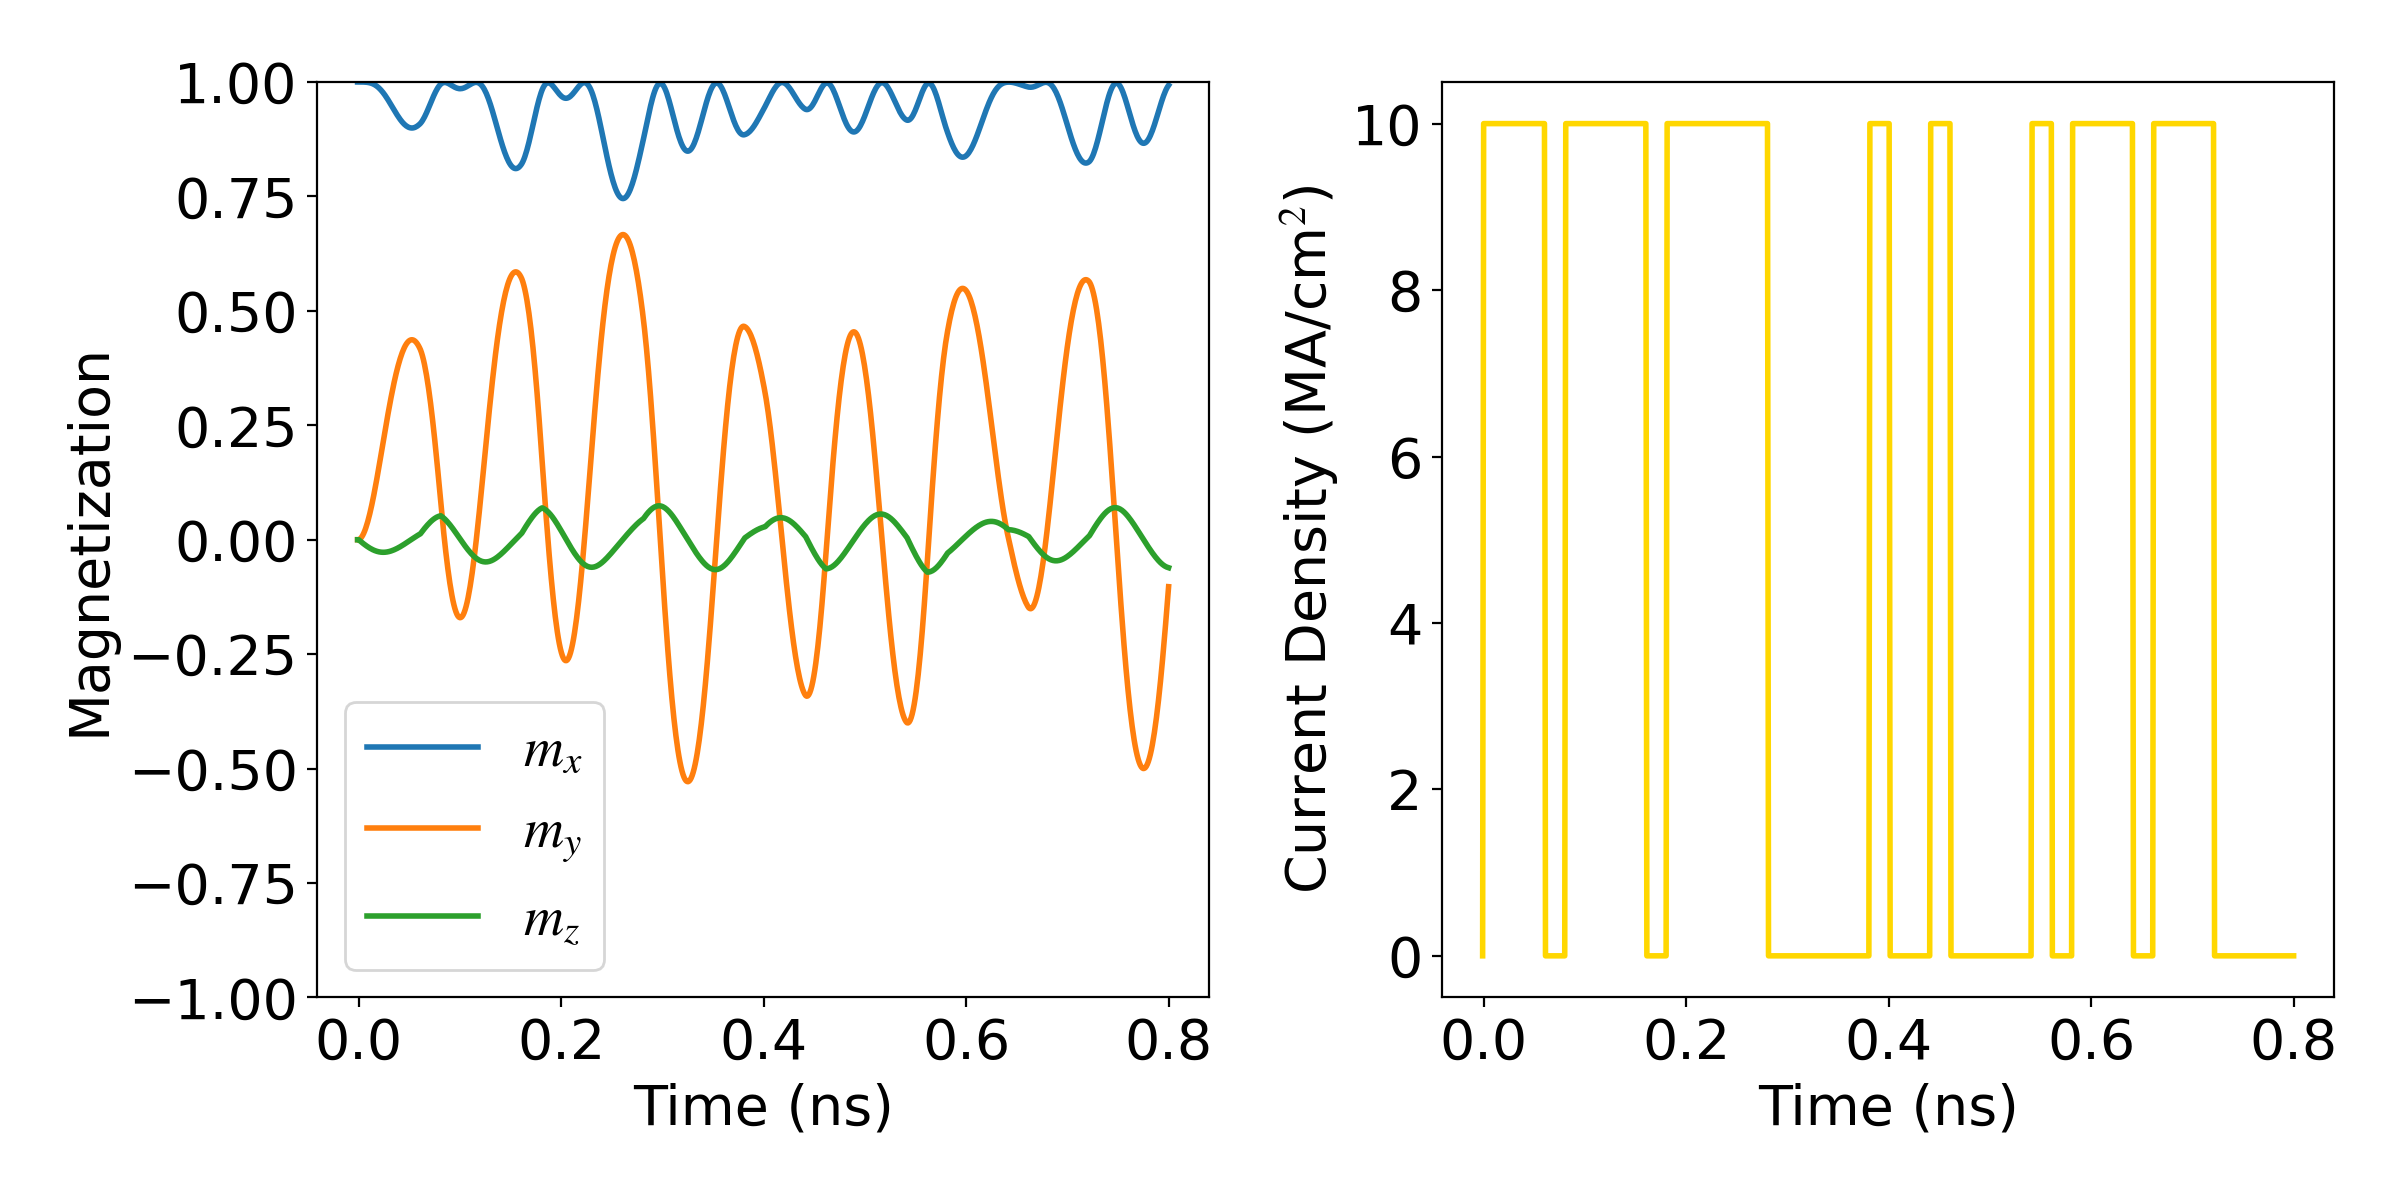 1.00
0.75
0.50
0.25
0.00
−0.25
−0.50
−0.75
−1.00
Magnetization
m_x
m_y
m_z
0.0 0.2 0.4 0.6 0.8
Time (ns)
10
8
6
4
2
0
Current Density (MA/cm²)
0.0 0.2 0.4 0.6 0.8
Time (ns)